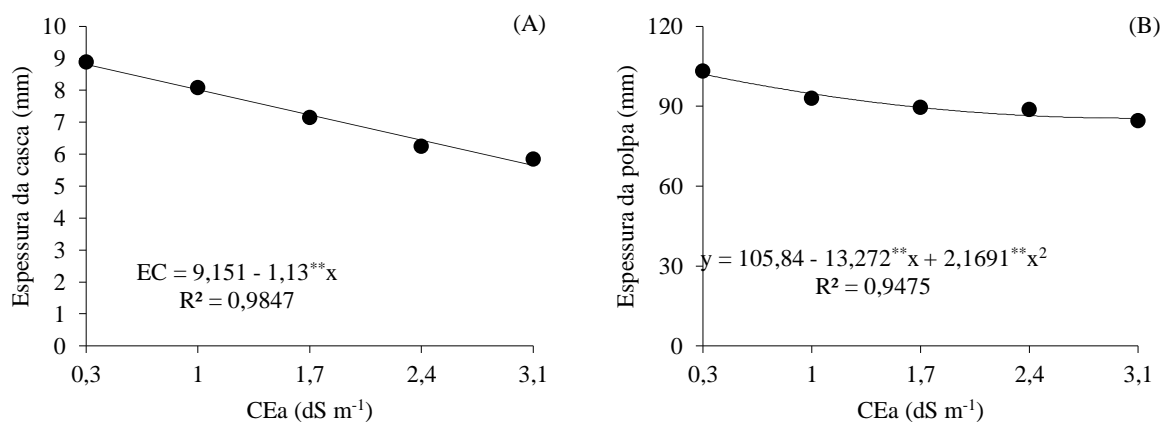 (A)
Espessura da casca (mm)
10
9
8
7
6
5
4
3
2
1
0
EC = 9,151 - 1,13**x
R² = 0,9847
0,3 1 1,7 2,4 3,1
CEa (dS m⁻¹)
(B)
Espessura da polpa (mm)
120
90
60
30
0
y = 105,84 - 13,272**x + 2,1691**x²
R² = 0,9475
0,3 1 1,7 2,4 3,1
CEa (dS m⁻¹)